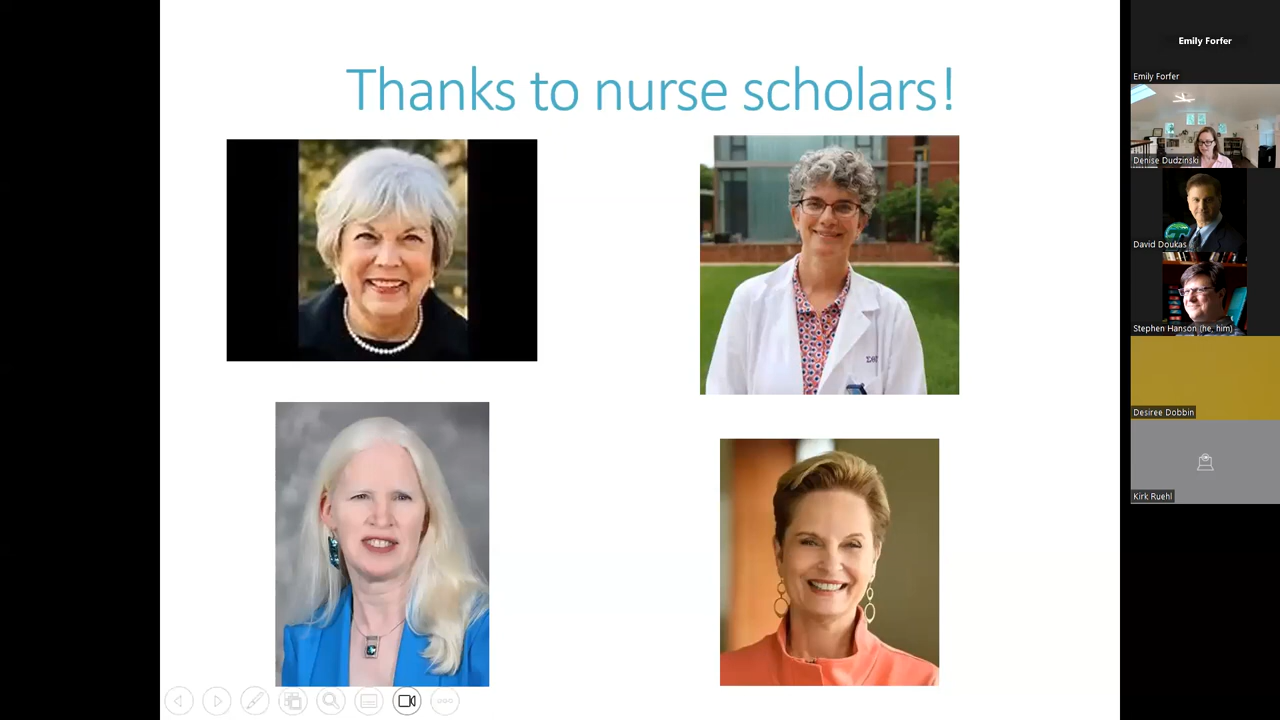 Thanks to nurse scholars!
Emily Forfer
Emily Forfer
Denise Dudzinski
David Doukas
Stephen Hanson (he, him)
Desiree Dobbin
Kirk Ruehl